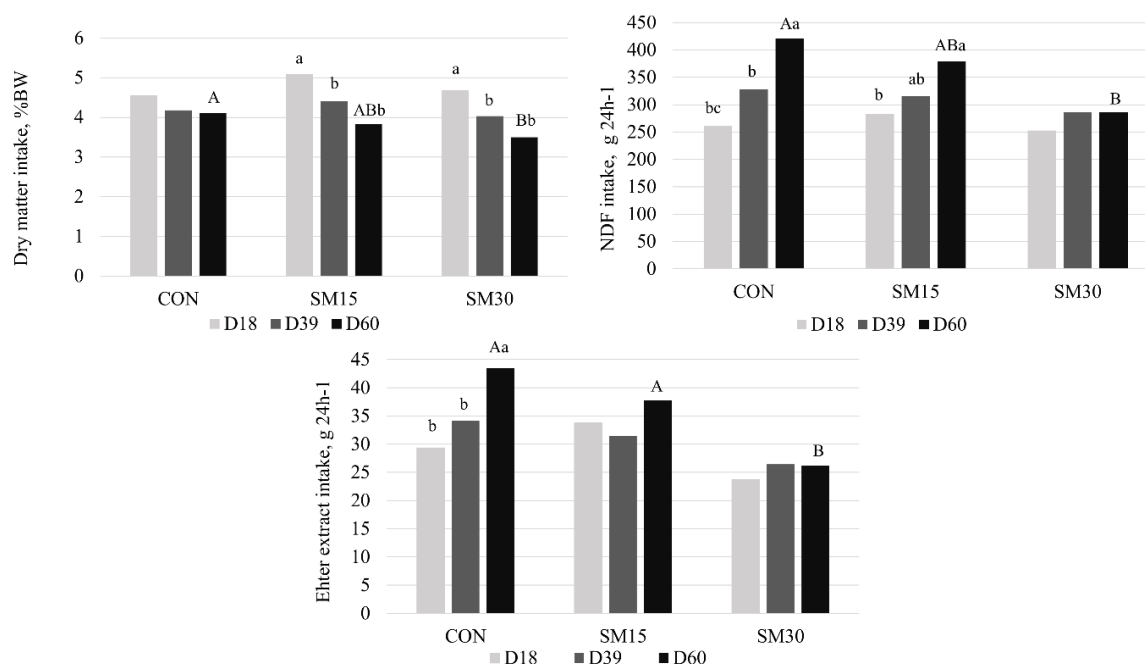 Dry matter intake, %BW
6
5
4
3
2
1
0
A
a
b
ABb
a
b
Bb
CON SM15 SM30
D18 D39 D60
NDF intake, g 24h-1
450
400
350
300
250
200
150
100
50
0
bc
b
Aa
b
ab
ABa
B
CON SM15 SM30
D18 D39 D60
Ehter extract intake, g 24h-1
45
40
35
30
25
20
15
10
5
0
b
b
Aa
A
B
CON SM15 SM30
D18 D39 D60